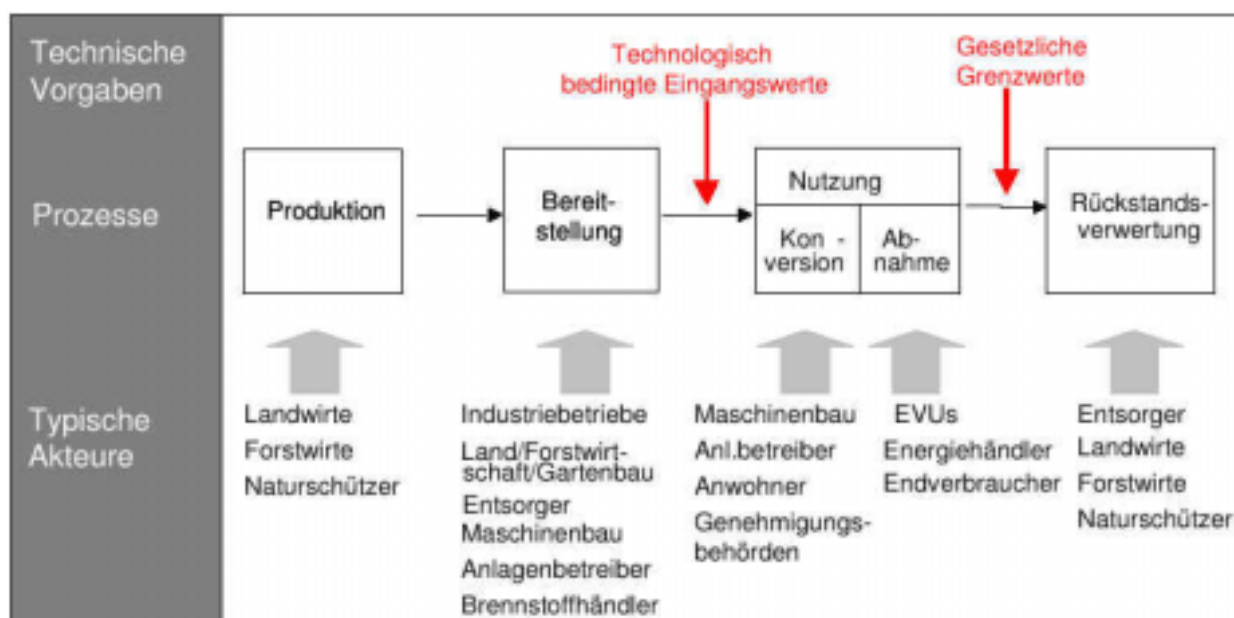 Technische
Vorgaben
Technologisch
bedingte Eingangswerte
Gesetzliche
Grenzwerte
Prozesse
Produktion
Bereit-
stellung
Nutzung
Kon -
version
Ab-
nahme
Rückstands-
verwertung
Typische
Akteure
Landwirte
Forstwirte
Naturschützer
Industriebetriebe
Land/Forstwirt-
schaft/Gartenbau
Entsorger
Maschinenbau
Anlagenbetreiber
Brennstoffhändler
Maschinenbau
Anl.betreiber
Anwohner
Genehmigungs-
behörden
EVUs
Energiehändler
Endverbraucher
Entsorger
Landwirte
Forstwirte
Naturschützer